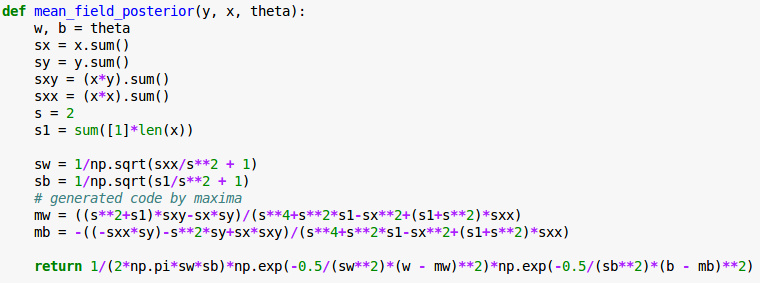 def mean_field_posterior(y, x, theta):
    w, b = theta
    sx = x.sum()
    sy = y.sum()
    sxy = (x*y).sum()
    sxx = (x*x).sum()
    s = 2
    s1 = sum([1]*len(x))

    sw = 1/np.sqrt(sxx/s**2 + 1)
    sb = 1/np.sqrt(s1/s**2 + 1)
    # generated code by maxima
    mw = ((s**2+s1)*sxy-sx*sy)/(s**4+s**2*s1-sx**2+(s1+s**2)*sxx)
    mb = -((-sxx*sy)-s**2*sy+sx*sxy)/(s**4+s**2*s1-sx**2+(s1+s**2)*sxx)

    return 1/(2*np.pi*sw*sb)*np.exp(-0.5/(sw**2)*(w - mw)**2)*np.exp(-0.5/(sb**2)*(b - mb)**2)